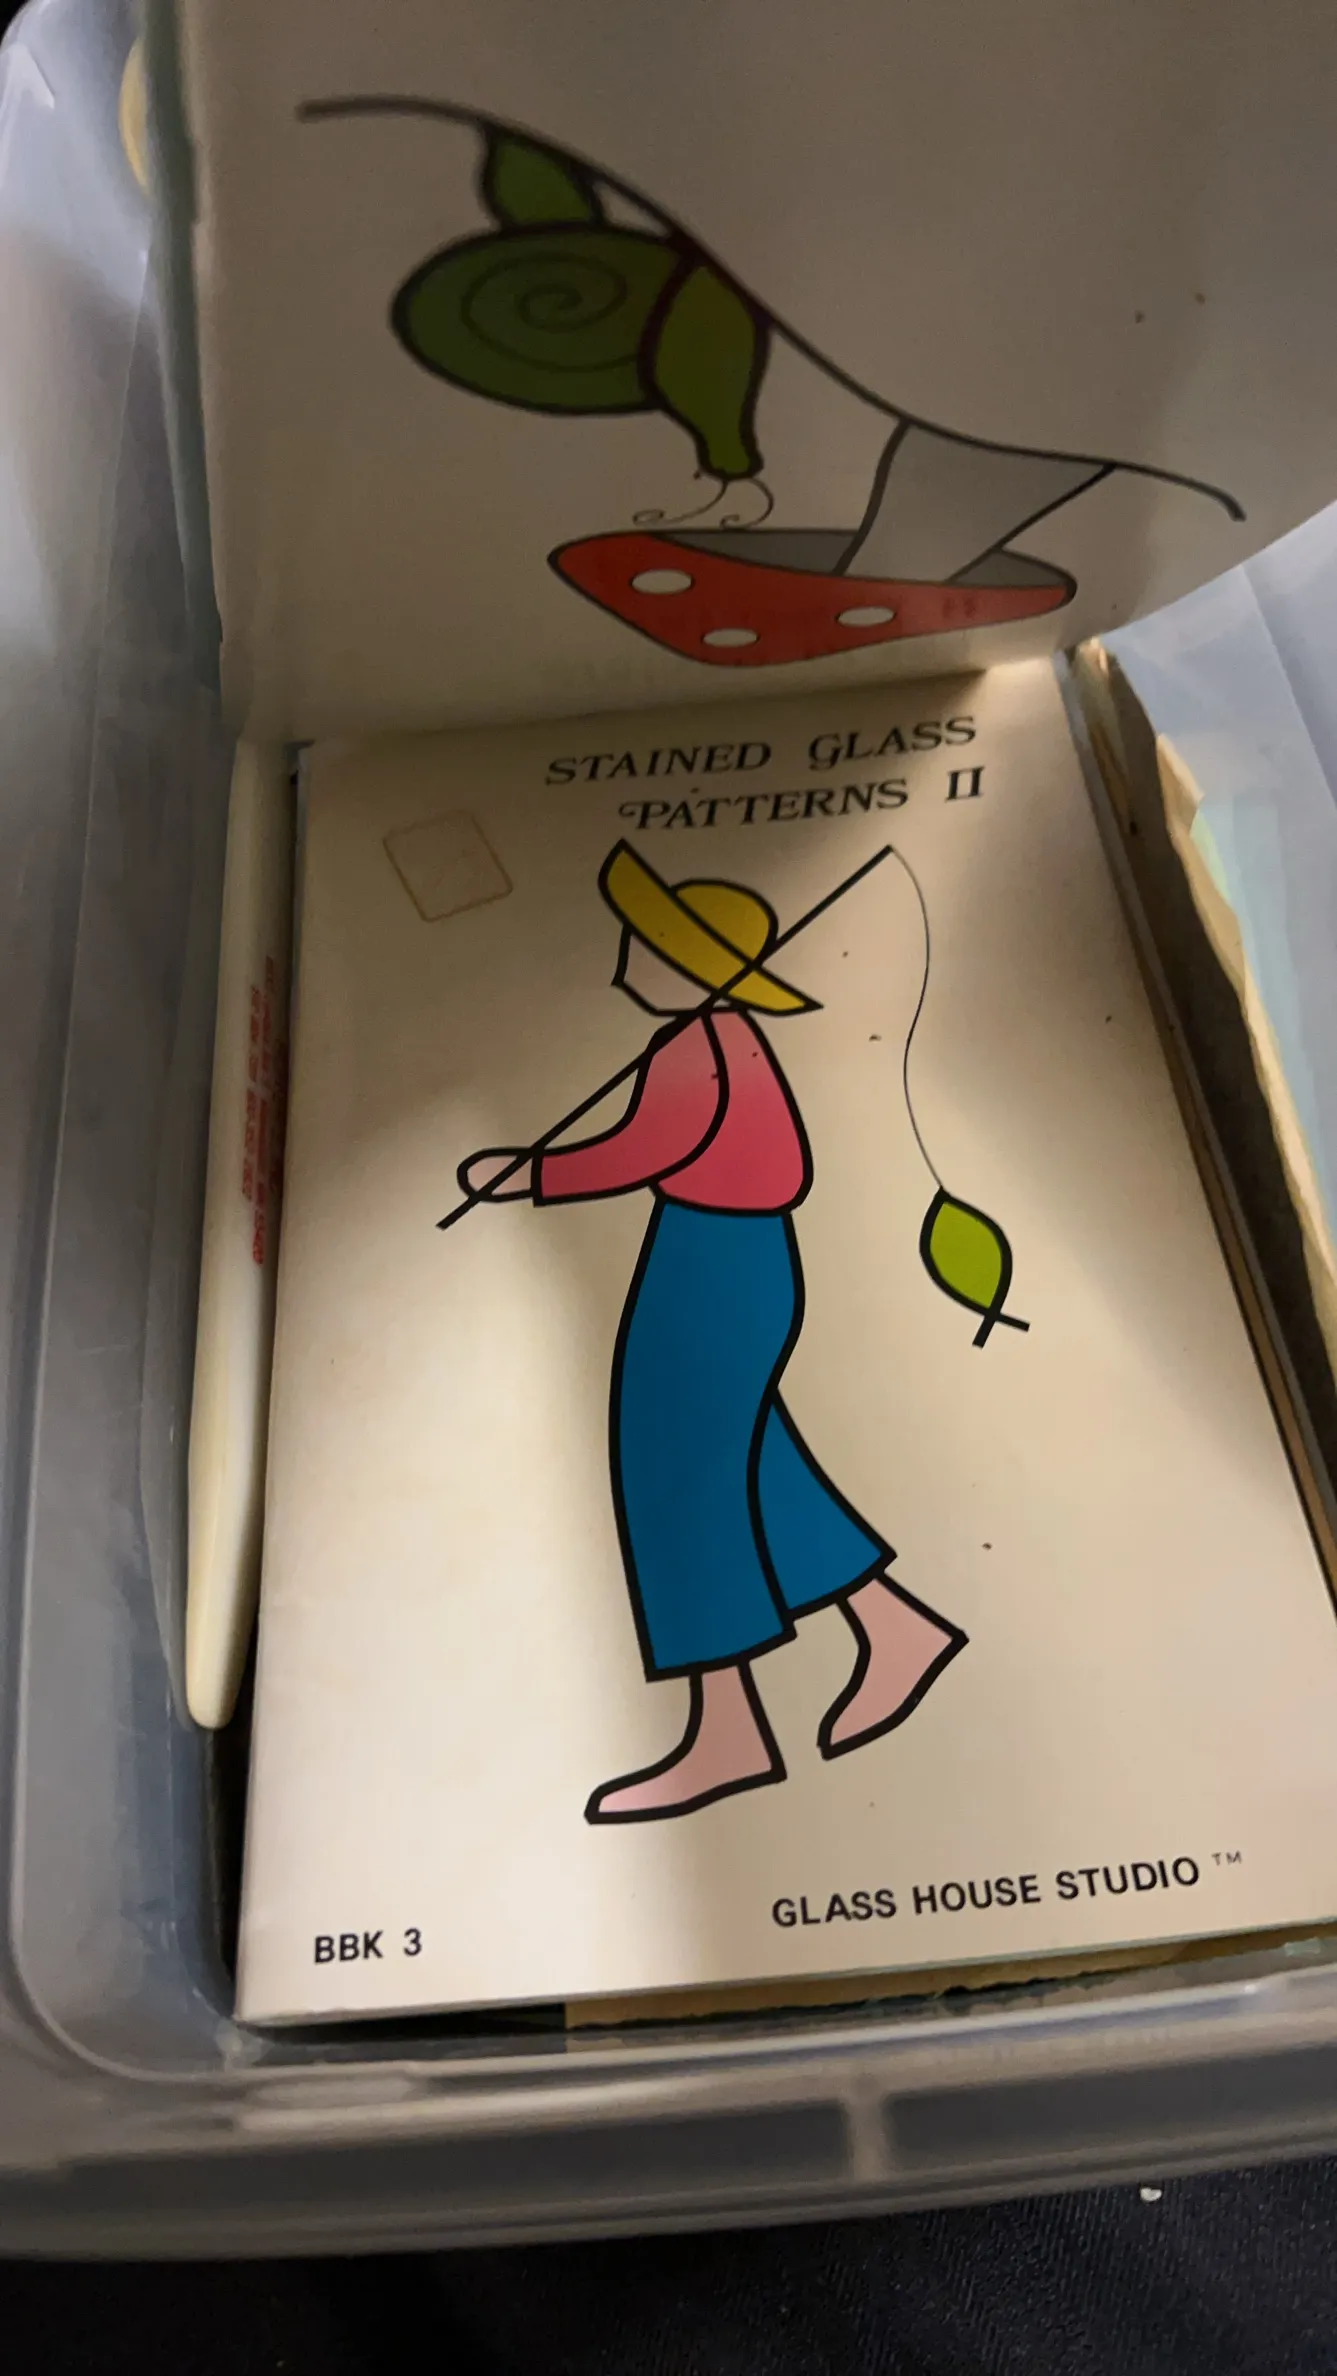 STAINED GLASS
PATTERNS II
BBK 3
GLASS HOUSE STUDIO ™